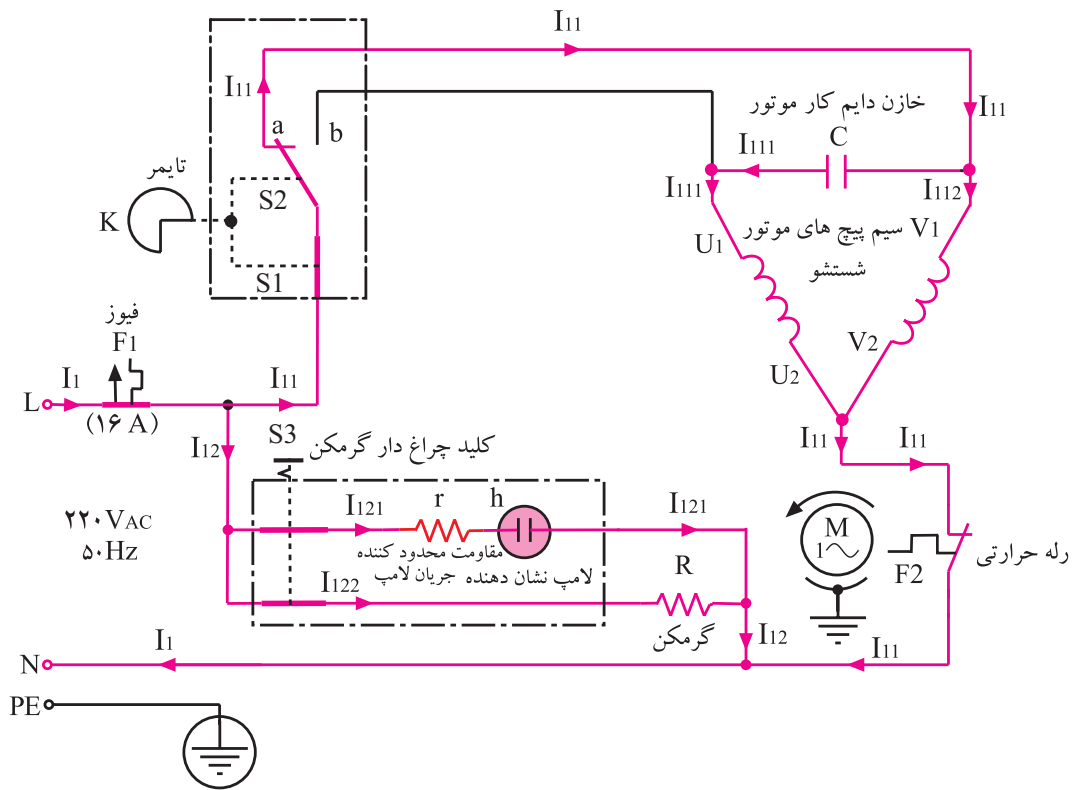 I11
I11
a
b
خازن دایم کار موتور
C
I11
I111
I111
I112
تایمر
K
S2
S1
U1
V1
سیم پیچ های موتور
شستشو
U2
V2
فیوز
F1
(۱۶ A)
L
I1
I11
I11
I11
I12
S3
کلید چراغ دار گرمکن
I121
r
h
I121
۲۲۰VAC
۵۰Hz
مقاومت محدود کننده
جریان لامپ
لامپ نشان دهنده
I122
R
گرمکن
M
1
F2
رله حرارتی
I12
I11
N
I1
PE